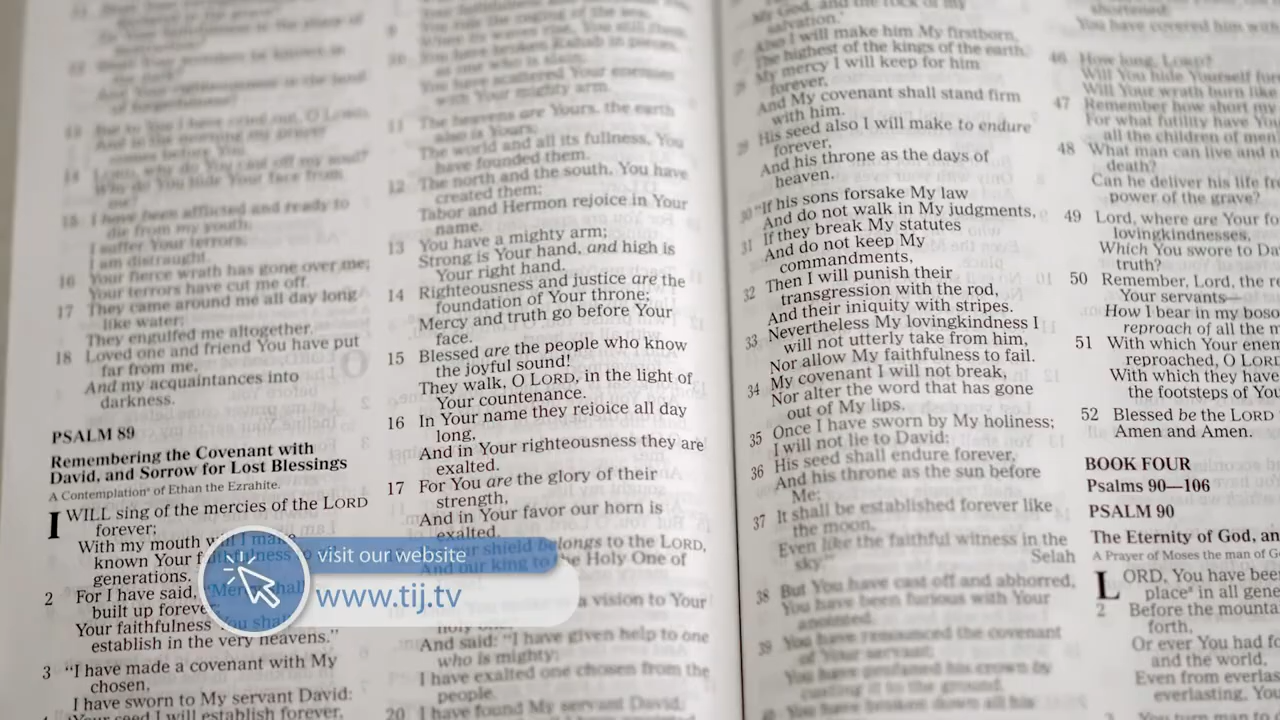 But to You I have cried out, O LORD,
And in the morning my prayer
comes before You.
14 LORD, why do You cast off my soul?
Why do You hide Your face from
me?
15 I have been afflicted and ready to
die from my youth;
I suffer Your terrors;
I am distraught.
16 Your fierce wrath has gone over me;
Your terrors have cut me off.
17 They came around me all day long
like water;
They engulfed me altogether.
18 Loved one and friend You have put
far from me,
And my acquaintances into
darkness.
PSALM 89
Remembering the Covenant with
David, and Sorrow for Lost Blessings
A Contemplation of Ethan the Ezrahite.
I WILL sing of the mercies of the LORD
forever;
With my mouth will I make
known Your faithfulness to
generations.
2 For I have said, "Mercy shall
built up forever
Your faithfulness You shall
establish in the very heavens."
3 "I have made a covenant with My
chosen,
I have sworn to My servant David:
'Your seed I will establish forever,
as one who is slain;
You have scattered Your enemies
with Your mighty arm.
11 The heavens are Yours, the earth
also is Yours;
The world and all its fullness, You
have founded them.
12 The north and the south, You have
created them;
Tabor and Hermon rejoice in Your
name.
13 You have a mighty arm;
Strong is Your hand, and high is
Your right hand.
14 Righteousness and justice are the
foundation of Your throne;
Mercy and truth go before Your
face.
15 Blessed are the people who know
the joyful sound!
They walk, O LORD, in the light of
Your countenance.
16 In Your name they rejoice all day
long,
And in Your righteousness they are
exalted.
17 For You are the glory of their
strength,
And in Your favor our horn is
exalted.
our shield belongs to the LORD,
And our king to the Holy One of
a vision to Your
holy one,
And said: "I have given help to one
who is mighty;
I have exalted one chosen from the
people.
20 I have found My servant David;
My God, and the rock of my
salvation.'
Also I will make him My firstborn,
The highest of the kings of the earth.
My mercy I will keep for him
forever,
And My covenant shall stand firm
with him.
29 His seed also I will make to endure
forever,
And his throne as the days of
heaven.
30 "If his sons forsake My law
And do not walk in My judgments,
31 If they break My statutes
And do not keep My
commandments,
32 Then I will punish their
transgression with the rod,
And their iniquity with stripes.
33 Nevertheless My lovingkindness I
will not utterly take from him,
Nor allow My faithfulness to fail.
34 My covenant I will not break,
Nor alter the word that has gone
out of My lips.
35 Once I have sworn by My holiness;
I will not lie to David:
36 His seed shall endure forever,
And his throne as the sun before
Me;
37 It shall be established forever like
the moon,
Even like the faithful witness in the
sky."
Selah
38 But You have cast off and abhorred,
You have been furious with Your
anointed.
39 You have renounced the covenant
of Your servant;
You have profaned his crown by
casting it to the ground.
You have broken down all his
shortened;
You have covered him with
46 How long, LORD?
Will You hide Yourself for
Will Your wrath burn like
47 Remember how short my
For what futility have You
all the children of men
48 What man can live and n
death?
Can he deliver his life fr
power of the grave?
49 Lord, where are Your fo
lovingkindnesses,
Which You swore to Da
truth?
50 Remember, Lord, the re
Your servants—
How I bear in my boso
reproach of all the m
51 With which Your enem
reproached, O LOR
With which they have
the footsteps of You
52 Blessed be the LORD
Amen and Amen.
BOOK FOUR
Psalms 90—106
PSALM 90
The Eternity of God, an
A Prayer of Moses the man of G
LORD, You have bee
place in all gene
2 Before the mounta
forth,
Or ever You had fo
and the world,
Even from everlas
everlasting, You
visit our website
www.tij.tv